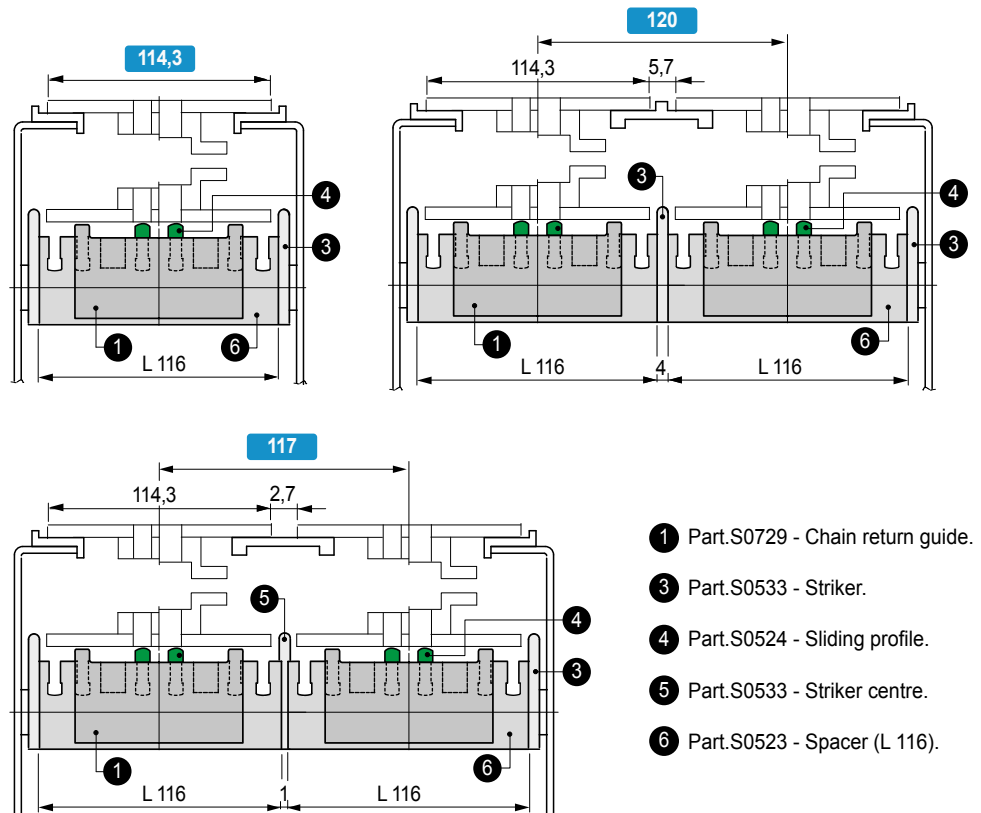 114,3
4
3
1
6
L 116
120
114,3
5,7
3
4
3
1
6
L 116
4
L 116
117
114,3
2,7
5
4
3
1
6
L 116
1
L 116
1 Part.S0729 - Chain return guide.
3 Part.S0533 - Striker.
4 Part.S0524 - Sliding profile.
5 Part.S0533 - Striker centre.
6 Part.S0523 - Spacer (L 116).